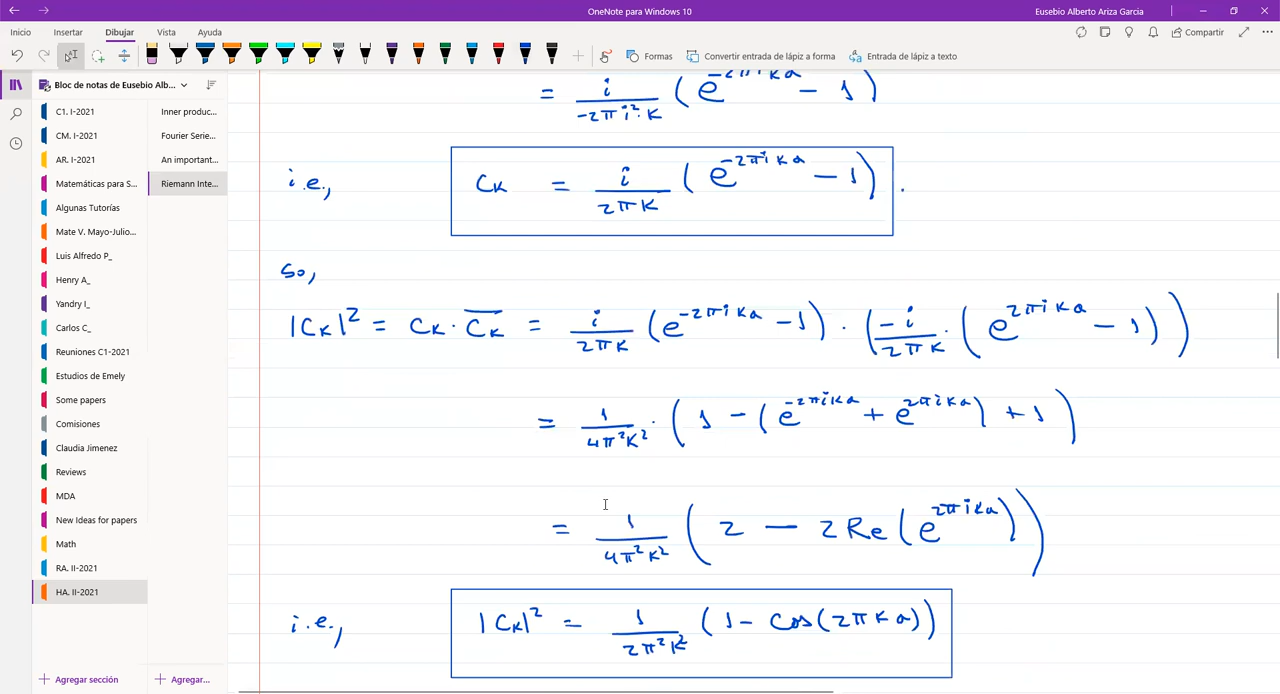 OneNote para Windows 10
Eusebio Alberto Ariza Garcia
Inicio Insertar Dibujar Vista Ayuda
Compartir
Formas
Convertir entrada de lápiz a forma
Entrada de lápiz a texto
Bloc de notas de Eusebio Alb...
C1. I-2021
CM. I-2021
AR. I-2021
Matemáticas para S...
Algunas Tutorías
Mate V. Mayo-Julio...
Luis Alfredo P_
Henry A_
Yandry I_
Carlos C_
Reuniones C1-2021
Estudios de Emely
Some papers
Comisiones
Claudia Jimenez
Reviews
MDA
New Ideas for papers
Math
RA. II-2021
HA. II-2021
Agregar sección
Inner produc...
Fourier Serie...
An important...
Riemann Inte...
Agregar...
= i/(-2πi²·k) (e^(-2πika) - 1)
i.e., Ck = i/(2πk) (e^(-2πika) - 1).
So,
|Ck|² = Ck · C̅k̅ = i/(2πk) (e^(-2πika) - 1) · (-i/(2πk) · (e^(2πika) - 1))
= 1/(4π²k²) · (1 - (e^(-2πika) + e^(2πika)) + 1)
= 1/(4π²k²) (2 - 2Re(e^(2πika)))
i.e., |Ck|² = 1/(2π²k²) (1 - Cos(2πka))